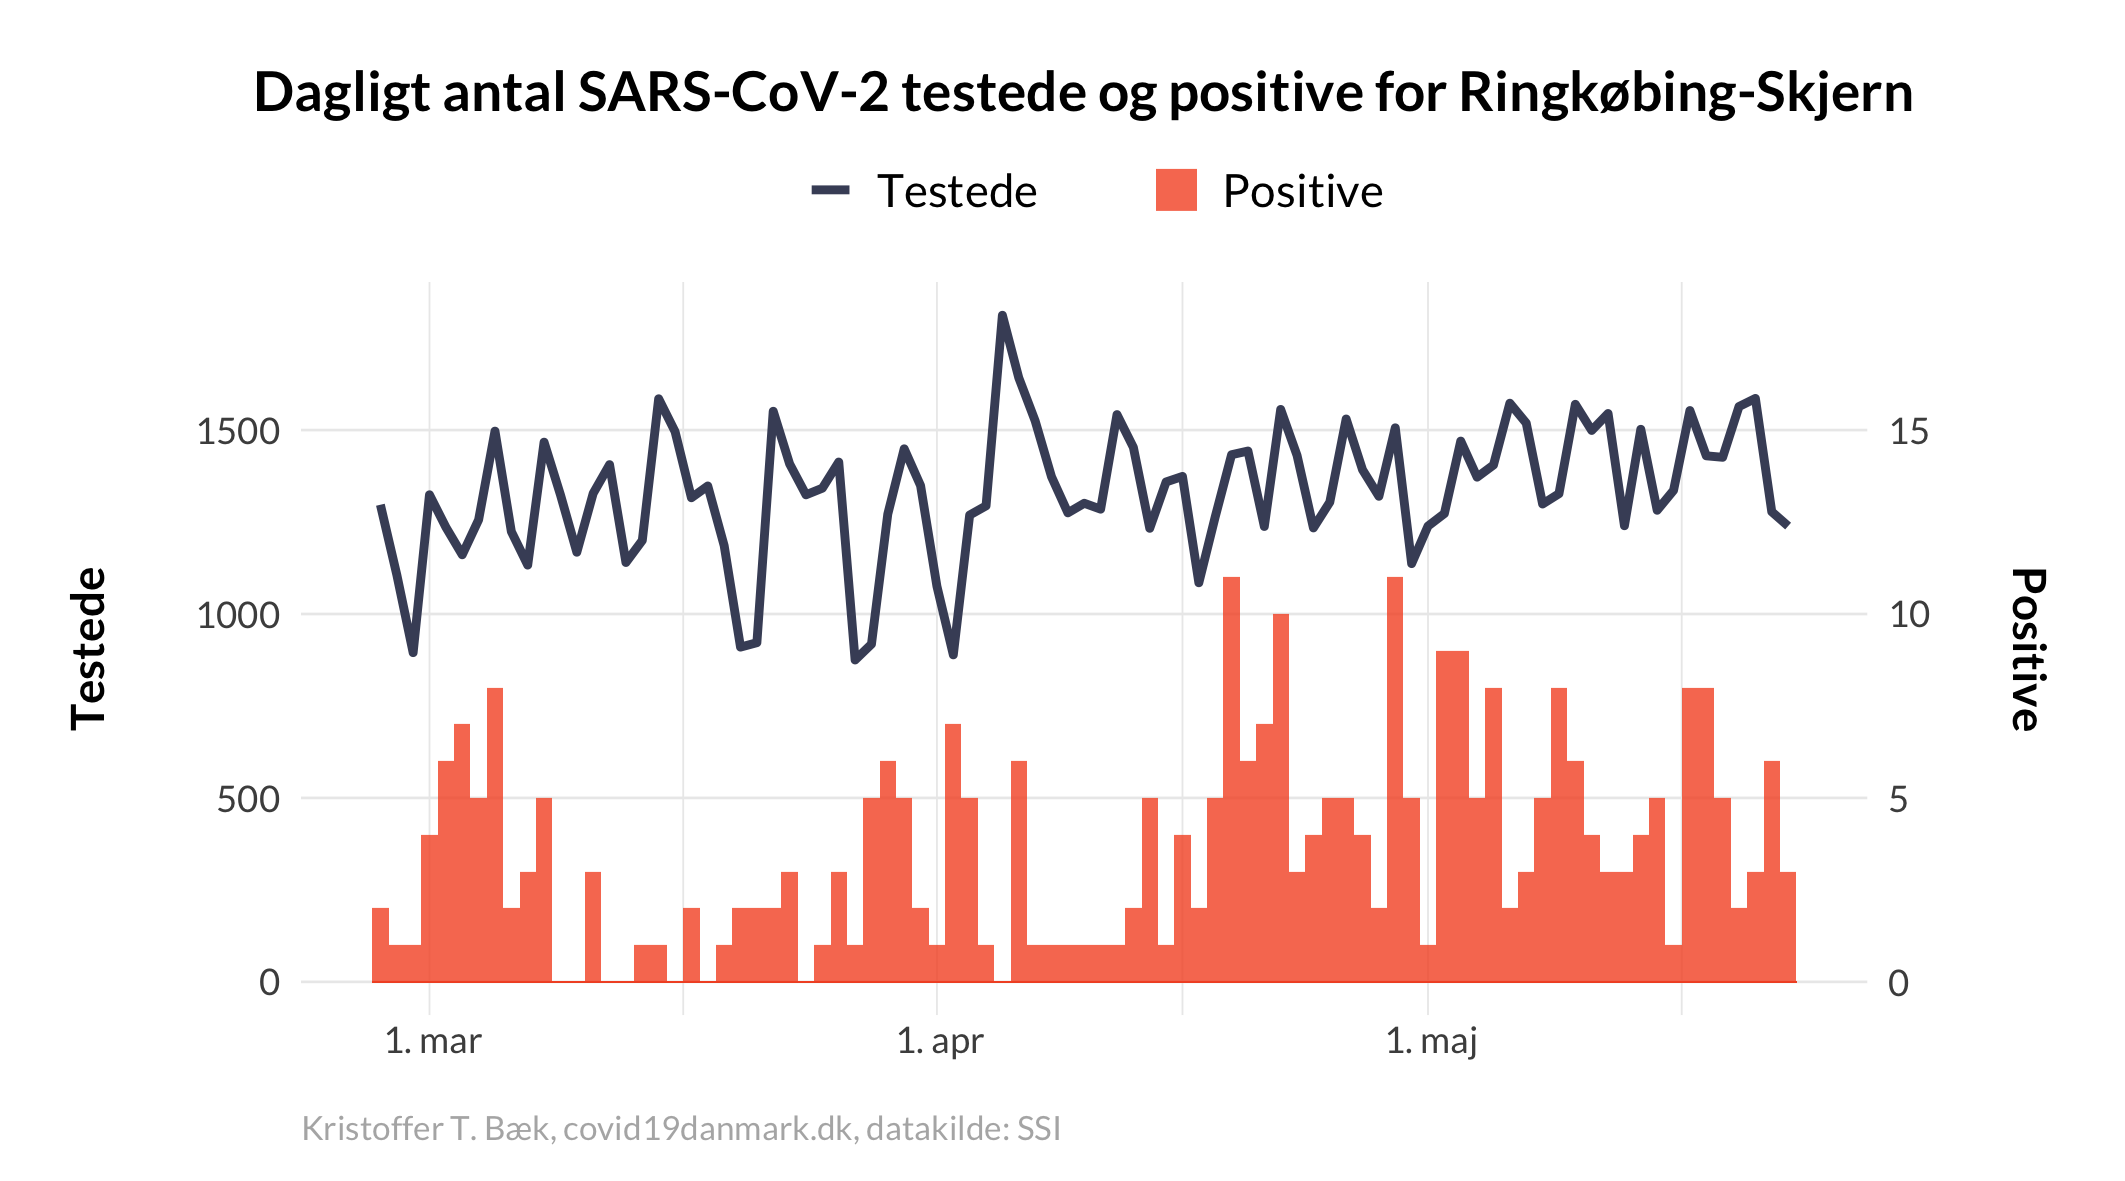 Dagligt antal SARS-CoV-2 testede og positive for Ringkøbing-Skjern
Testede
Positive
Testede
1500
1000
500
0
15
10
5
0
Positive
1. mar
1. apr
1. maj
Kristoffer T. Bæk, covid19danmark.dk, datakilde: SSI